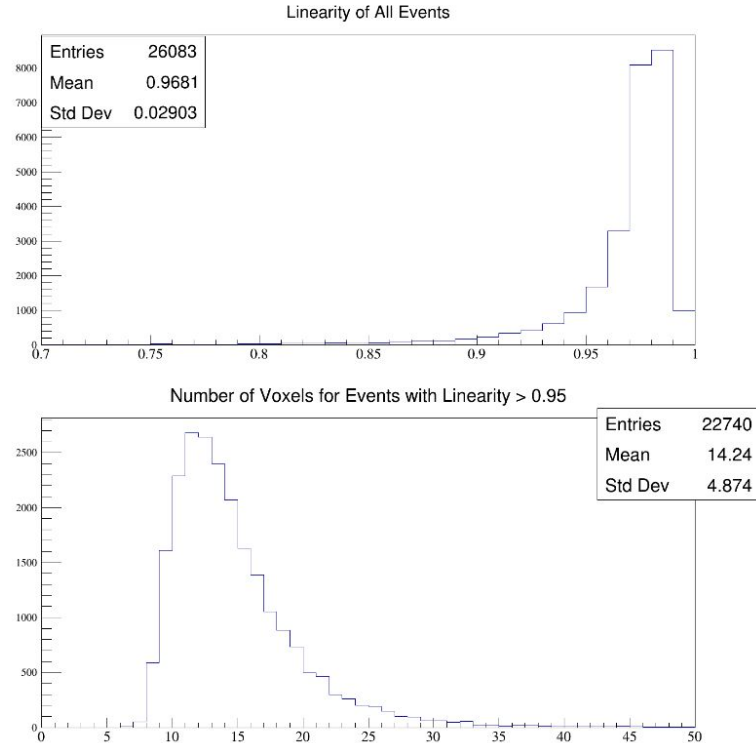 Linearity of All Events
Entries 26083
Mean 0.9681
Std Dev 0.02903
8000
7000
6000
5000
4000
3000
2000
1000
0
0.7 0.75 0.8 0.85 0.9 0.95 1
Number of Voxels for Events with Linearity > 0.95
Entries 22740
Mean 14.24
Std Dev 4.874
2500
2000
1500
1000
500
0
0 5 10 15 20 25 30 35 40 45 50